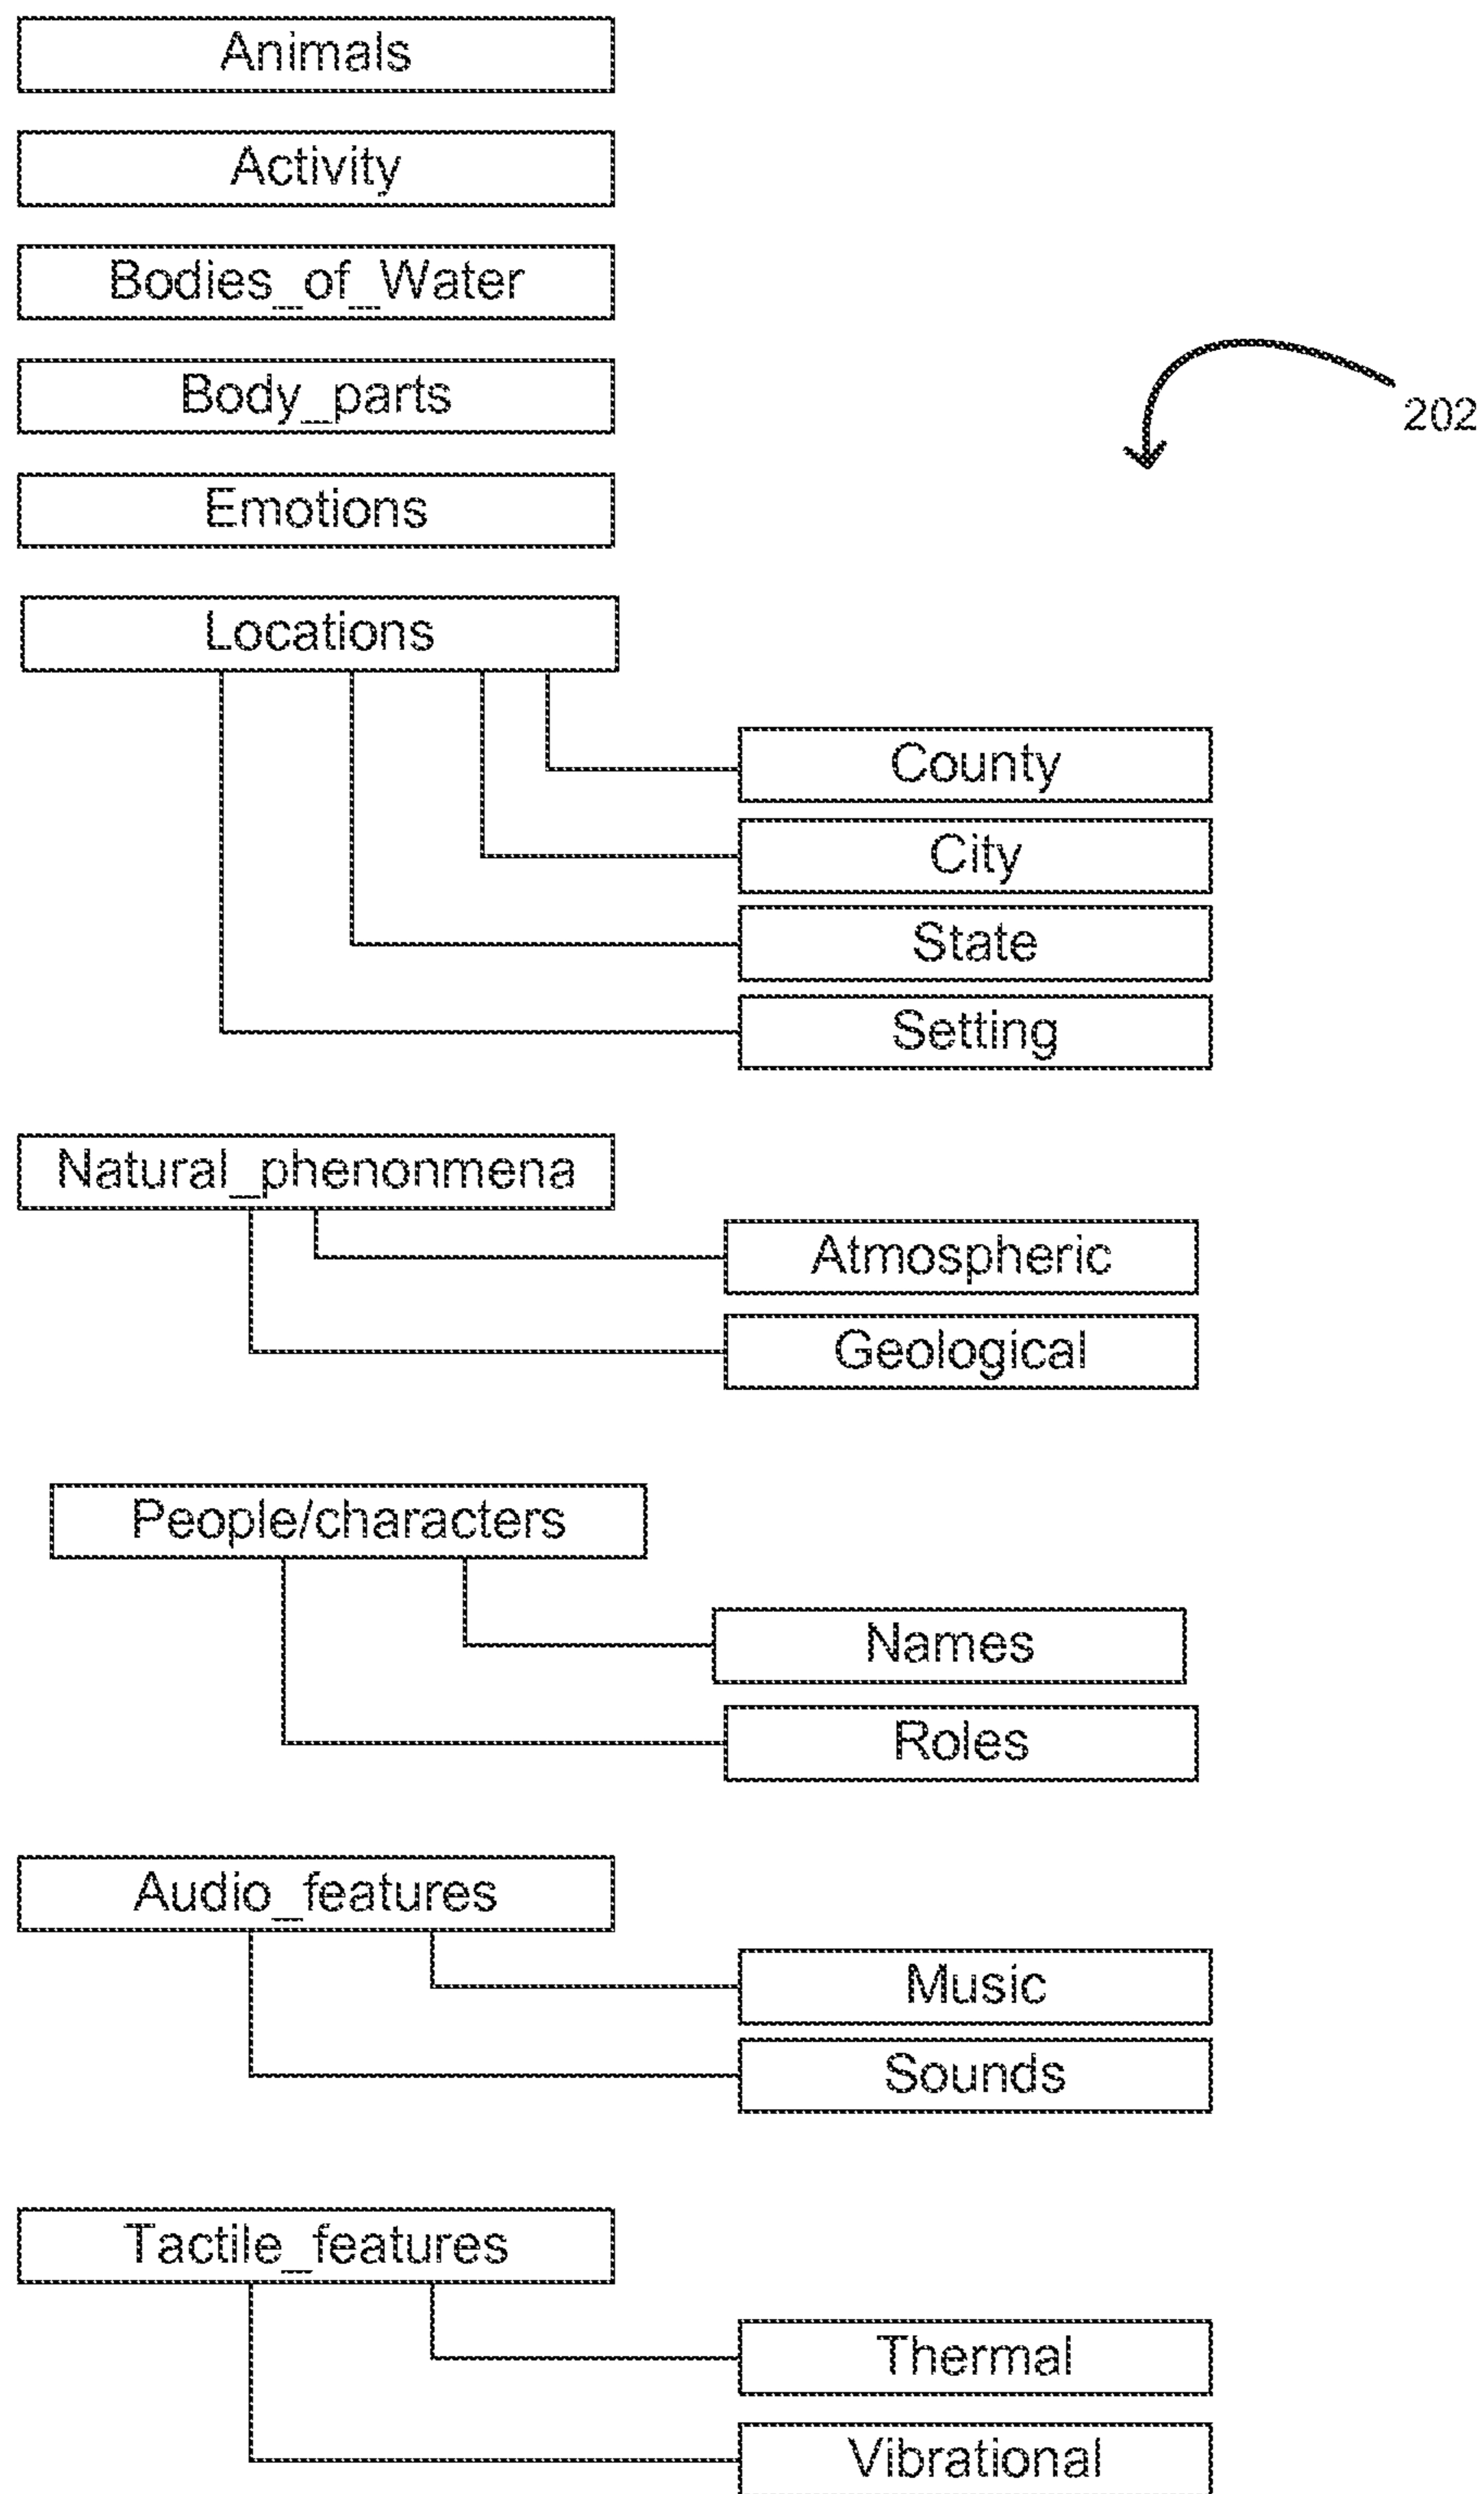 Animals
Activity
Bodies_of_Water
Body_parts
202
Emotions
Locations
County
City
State
Setting
Natural_phenonmena
Atmospheric
Geological
People/characters
Names
Roles
Audio_features
Music
Sounds
Tactile_features
Thermal
Vibrational